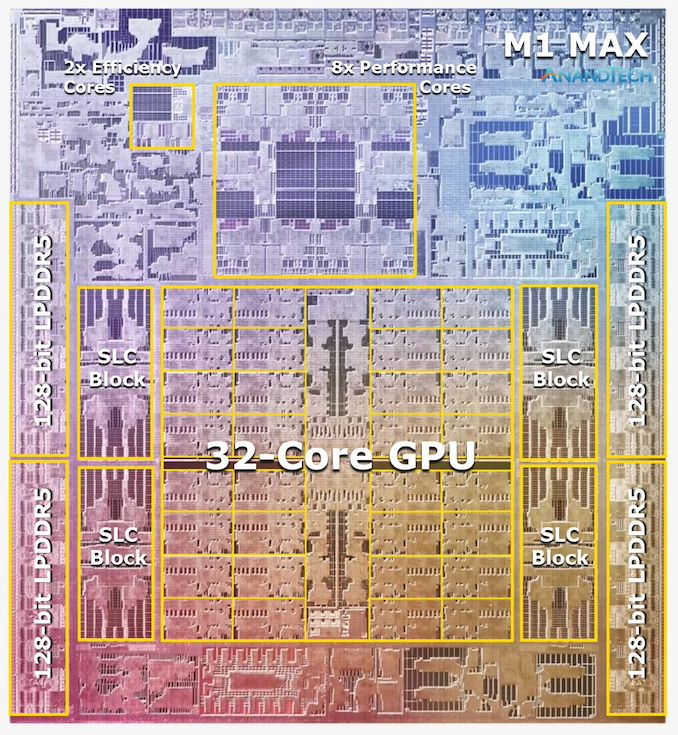 M1 MAX
ANANDTECH
2x Efficiency
Cores
8x Performance
Cores
128-bit LPDDR5
SLC
Block
SLC
Block
128-bit LPDDR5
32-Core GPU
128-bit LPDDR5
SLC
Block
SLC
Block
128-bit LPDDR5